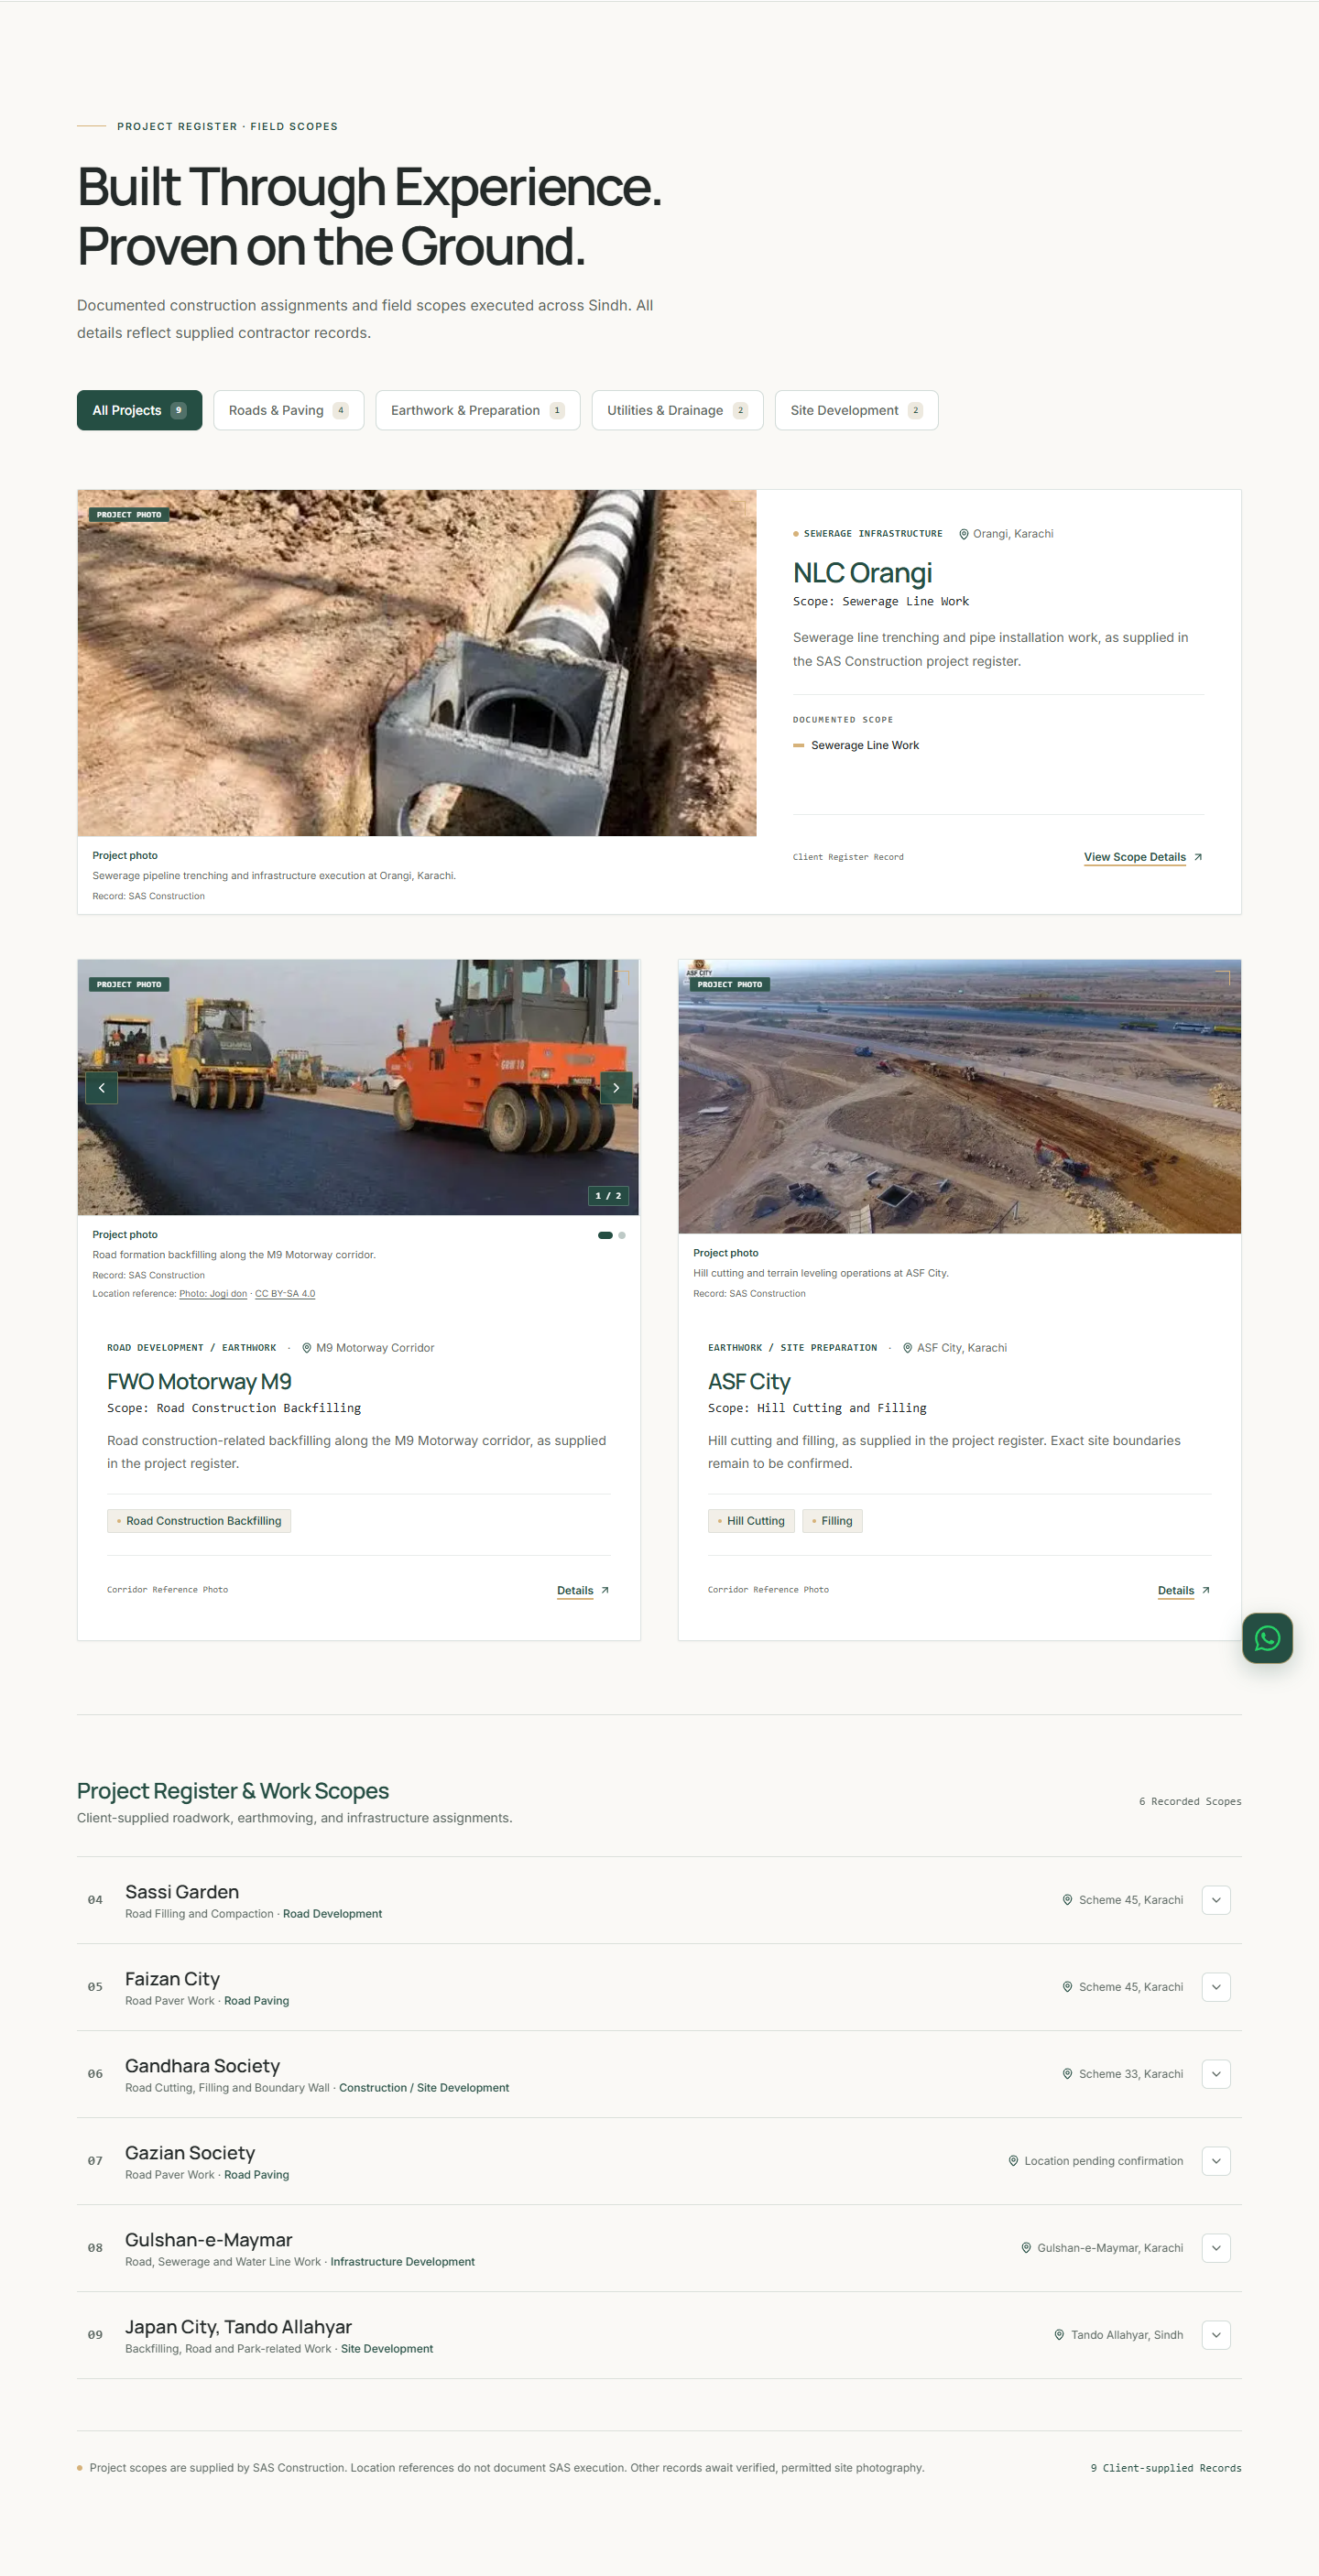 PROJECT REGISTER · FIELD SCOPES
Built Through Experience.
Proven on the Ground.
Documented construction assignments and field scopes executed across Sindh. All
details reflect supplied contractor records.
All Projects 9
Roads & Paving 4
Earthwork & Preparation 1
Utilities & Drainage 2
Site Development 2
PROJECT PHOTO
Project photo
Sewerage pipeline trenching and infrastructure execution at Orangi, Karachi.
Record: SAS Construction
SEWERAGE INFRASTRUCTURE
Orangi, Karachi
NLC Orangi
Scope: Sewerage Line Work
Sewerage line trenching and pipe installation work, as supplied in
the SAS Construction project register.
DOCUMENTED SCOPE
Sewerage Line Work
Client Register Record
View Scope Details
PROJECT PHOTO
1 / 2
Project photo
Road formation backfilling along the M9 Motorway corridor.
Record: SAS Construction
Location reference: Photo: Jogi don · CC BY-SA 4.0
ROAD DEVELOPMENT / EARTHWORK · M9 Motorway Corridor
FWO Motorway M9
Scope: Road Construction Backfilling
Road construction-related backfilling along the M9 Motorway corridor, as supplied
in the project register.
Road Construction Backfilling
Corridor Reference Photo
Details
ASF CITY
PROJECT PHOTO
Project photo
Hill cutting and terrain leveling operations at ASF City.
Record: SAS Construction
EARTHWORK / SITE PREPARATION · ASF City, Karachi
ASF City
Scope: Hill Cutting and Filling
Hill cutting and filling, as supplied in the project register. Exact site boundaries
remain to be confirmed.
Hill Cutting
Filling
Corridor Reference Photo
Details
Project Register & Work Scopes
Client-supplied roadwork, earthmoving, and infrastructure assignments.
6 Recorded Scopes
04
Sassi Garden
Road Filling and Compaction · Road Development
Scheme 45, Karachi
05
Faizan City
Road Paver Work · Road Paving
Scheme 45, Karachi
06
Gandhara Society
Road Cutting, Filling and Boundary Wall · Construction / Site Development
Scheme 33, Karachi
07
Gazian Society
Road Paver Work · Road Paving
Location pending confirmation
08
Gulshan-e-Maymar
Road, Sewerage and Water Line Work · Infrastructure Development
Gulshan-e-Maymar, Karachi
09
Japan City, Tando Allahyar
Backfilling, Road and Park-related Work · Site Development
Tando Allahyar, Sindh
Project scopes are supplied by SAS Construction. Location references do not document SAS execution. Other records await verified, permitted site photography.
9 Client-supplied Records